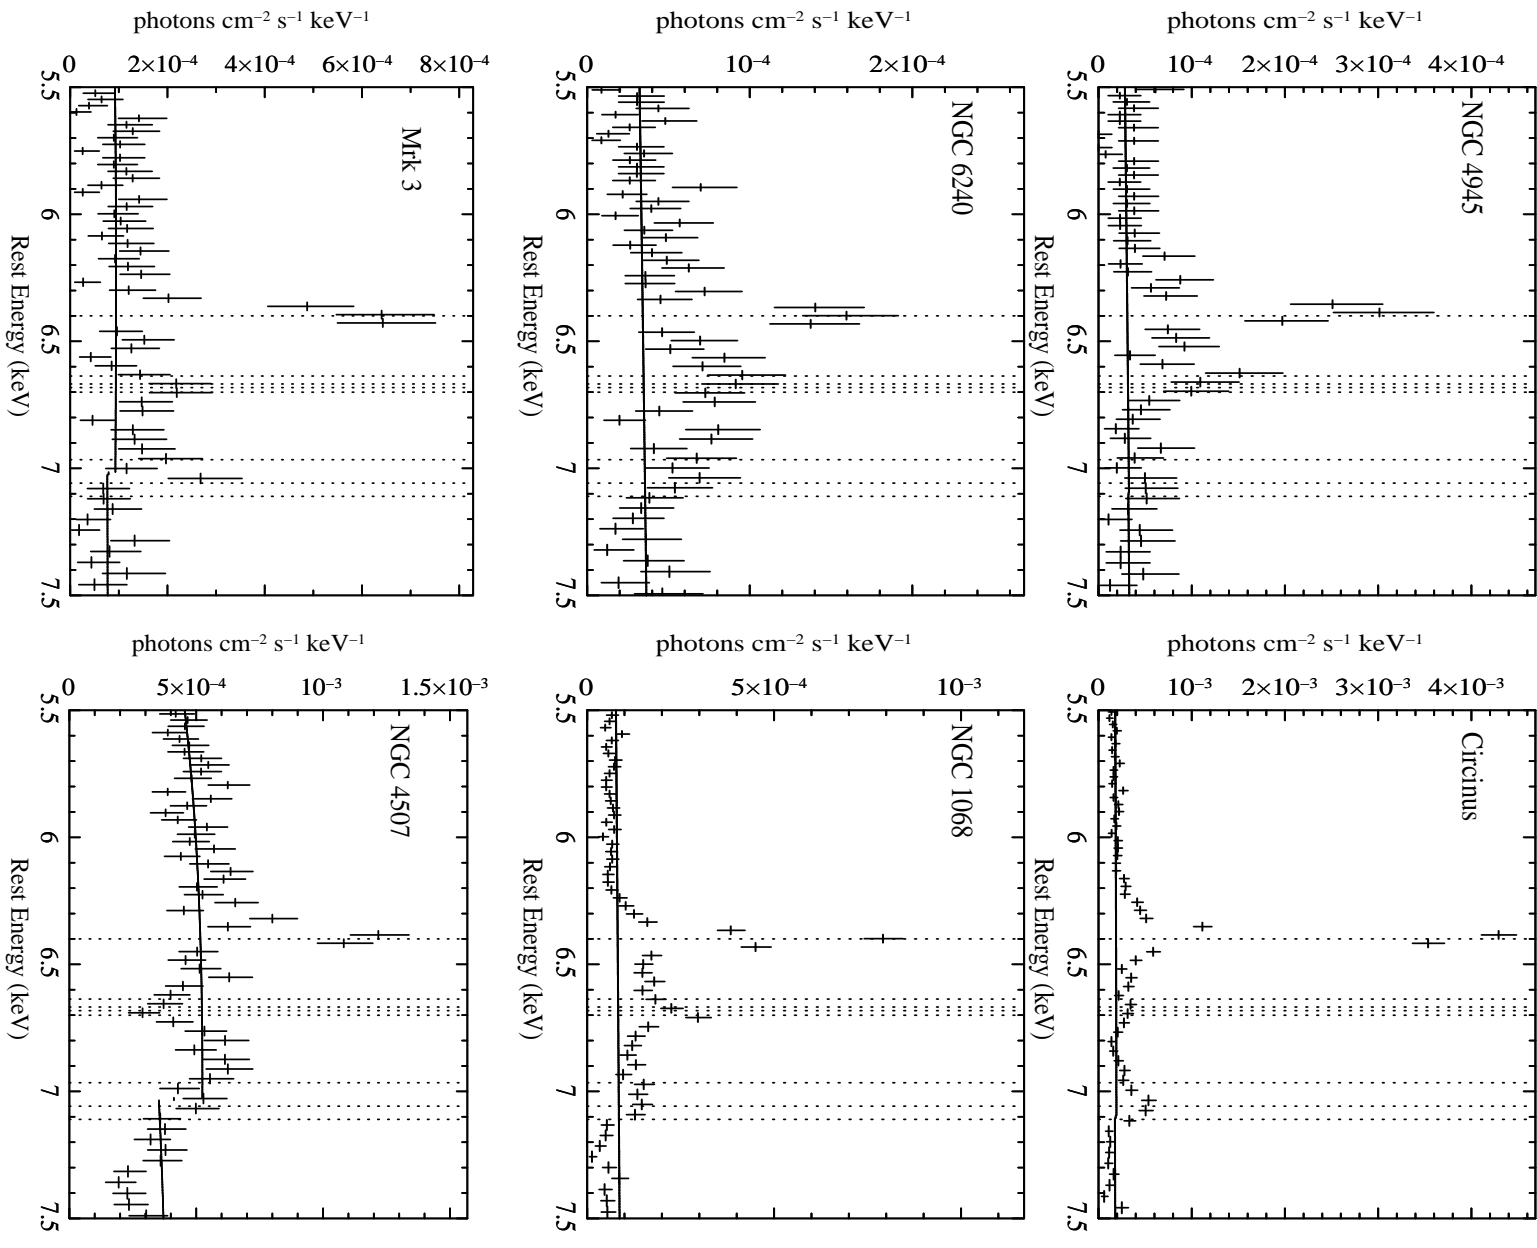 photons cm⁻² s⁻¹ keV⁻¹
0 2×10⁻⁴ 4×10⁻⁴ 6×10⁻⁴ 8×10⁻⁴
5.5 6 6.5 7 7.5
Rest Energy (keV)
Mrk 3
photons cm⁻² s⁻¹ keV⁻¹
0 10⁻⁴ 2×10⁻⁴
5.5 6 6.5 7 7.5
Rest Energy (keV)
NGC 6240
photons cm⁻² s⁻¹ keV⁻¹
0 10⁻⁴ 2×10⁻⁴ 3×10⁻⁴ 4×10⁻⁴
5.5 6 6.5 7 7.5
Rest Energy (keV)
NGC 4945
photons cm⁻² s⁻¹ keV⁻¹
0 5×10⁻⁴ 10⁻³ 1.5×10⁻³
5.5 6 6.5 7 7.5
Rest Energy (keV)
NGC 4507
photons cm⁻² s⁻¹ keV⁻¹
0 5×10⁻⁴ 10⁻³
5.5 6 6.5 7 7.5
Rest Energy (keV)
NGC 1068
photons cm⁻² s⁻¹ keV⁻¹
0 10⁻³ 2×10⁻³ 3×10⁻³ 4×10⁻³
5.5 6 6.5 7 7.5
Rest Energy (keV)
Circinus